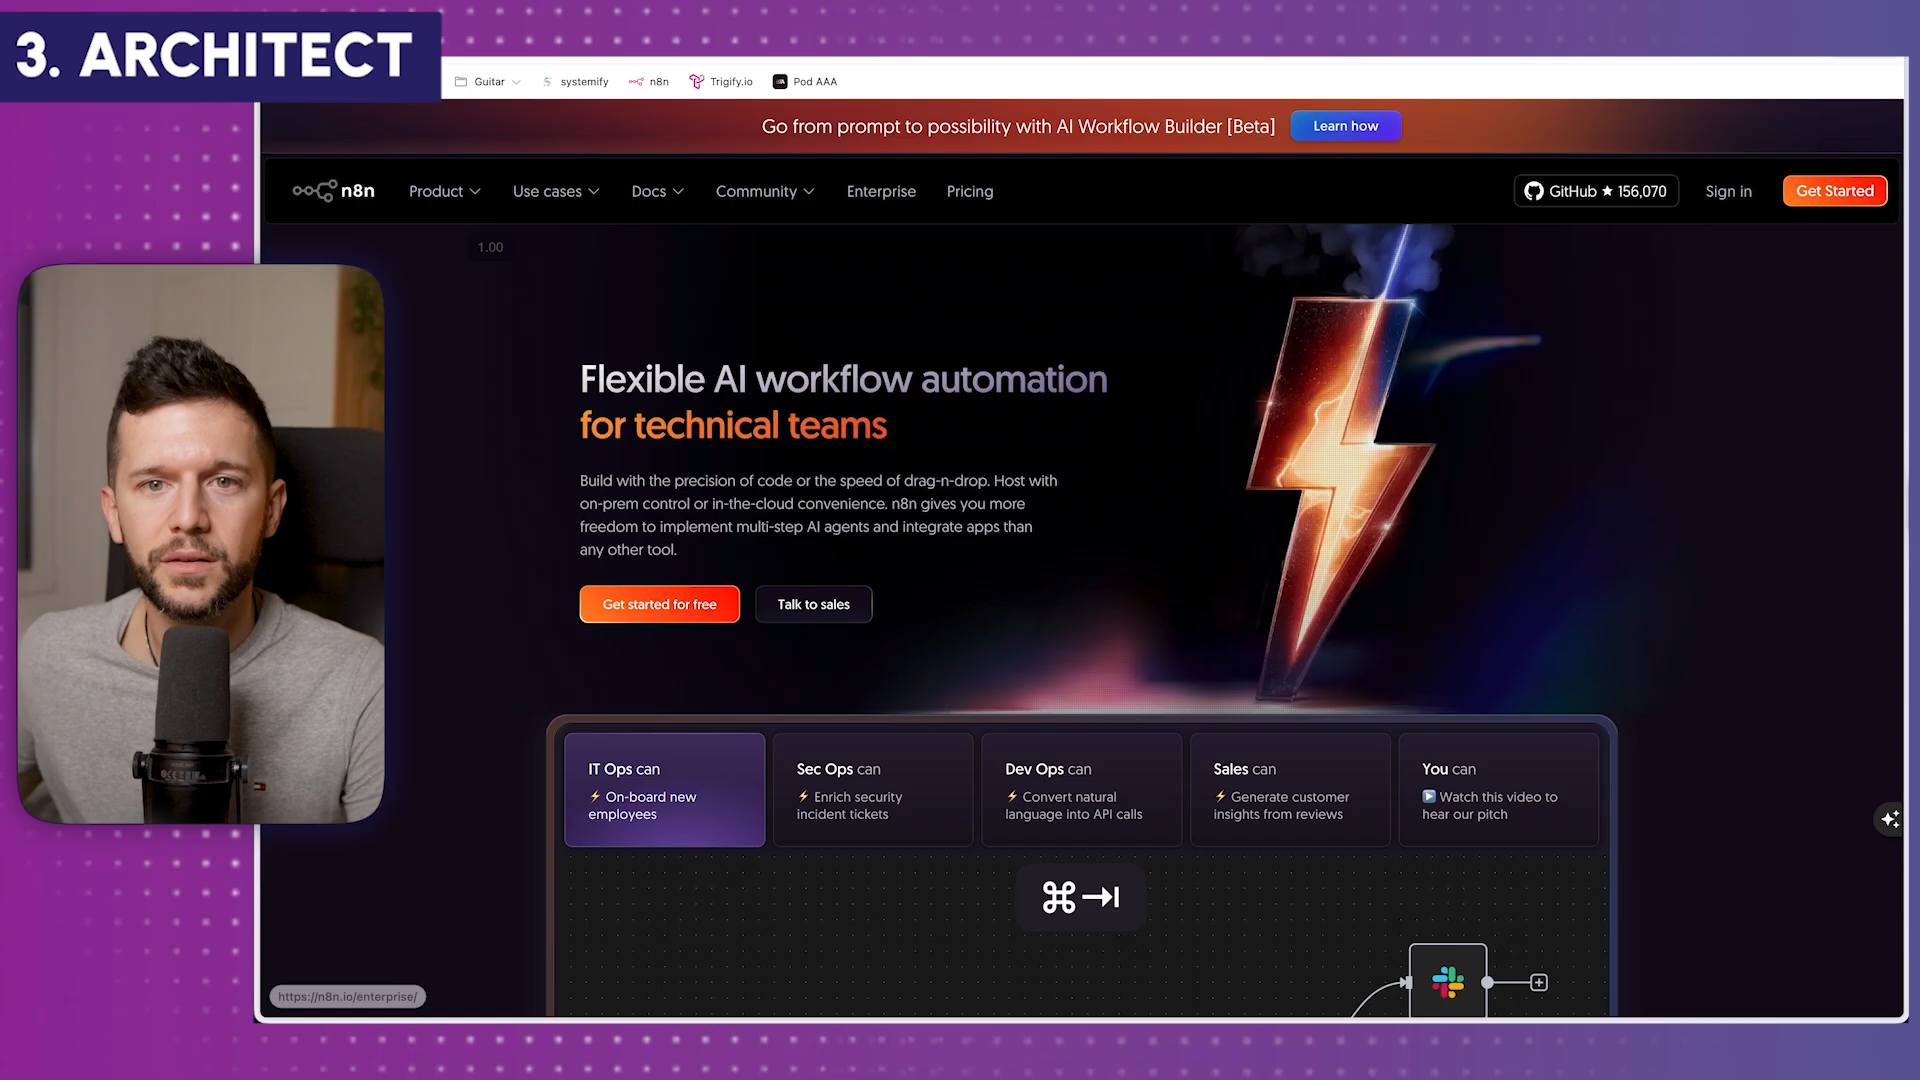 3. ARCHITECT
Guitar
systemify
n8n
Trigify.io
Pod AAA
Go from prompt to possibility with AI Workflow Builder [Beta]
Learn how
n8n
Product
Use cases
Docs
Community
Enterprise
Pricing
GitHub ★ 156,070
Sign in
Get Started
1.00
Flexible AI workflow automation
for technical teams
Build with the precision of code or the speed of drag-n-drop. Host with
on-prem control or in-the-cloud convenience. n8n gives you more
freedom to implement multi-step AI agents and integrate apps than
any other tool.
Get started for free
Talk to sales
IT Ops can
⚡ On-board new
employees
Sec Ops can
⚡ Enrich security
incident tickets
Dev Ops can
⚡ Convert natural
language into API calls
Sales can
⚡ Generate customer
insights from reviews
You can
▶ Watch this video to
hear our pitch
⌘⇥
https://n8n.io/enterprise/